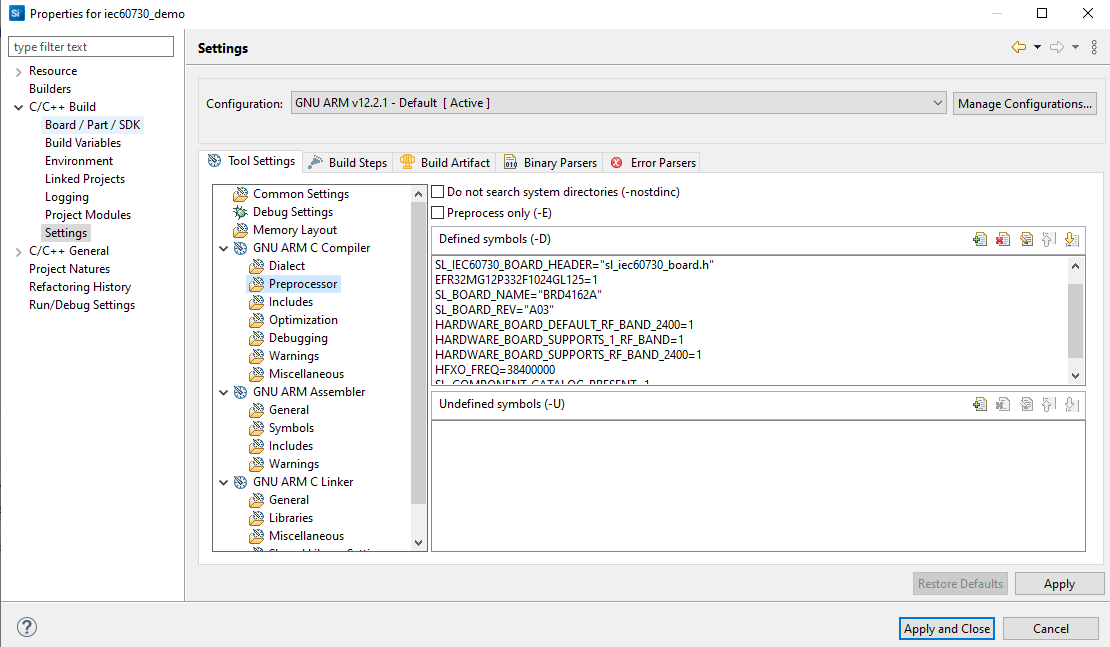 Si Properties for iec60730_demo
type filter text
Resource
Builders
C/C++ Build
Board / Part / SDK
Build Variables
Environment
Linked Projects
Logging
Project Modules
Settings
C/C++ General
Project Natures
Refactoring History
Run/Debug Settings
Settings
Configuration: GNU ARM v12.2.1 - Default [ Active ] Manage Configurations...
Tool Settings Build Steps Build Artifact Binary Parsers Error Parsers
Common Settings
Debug Settings
Memory Layout
GNU ARM C Compiler
Dialect
Preprocessor
Includes
Optimization
Debugging
Warnings
Miscellaneous
GNU ARM Assembler
General
Symbols
Includes
Warnings
GNU ARM C Linker
General
Libraries
Miscellaneous
Do not search system directories (-nostdinc)
Preprocess only (-E)
Defined symbols (-D)
SL_IEC60730_BOARD_HEADER="sl_iec60730_board.h"
EFR32MG12P332F1024GL125=1
SL_BOARD_NAME="BRD4162A"
SL_BOARD_REV="A03"
HARDWARE_BOARD_DEFAULT_RF_BAND_2400=1
HARDWARE_BOARD_SUPPORTS_1_RF_BAND=1
HARDWARE_BOARD_SUPPORTS_RF_BAND_2400=1
HFXO_FREQ=38400000
SL_COMPONENT_CATALOG_PRESENT=1
Undefined symbols (-U)
Restore Defaults Apply
? Apply and Close Cancel